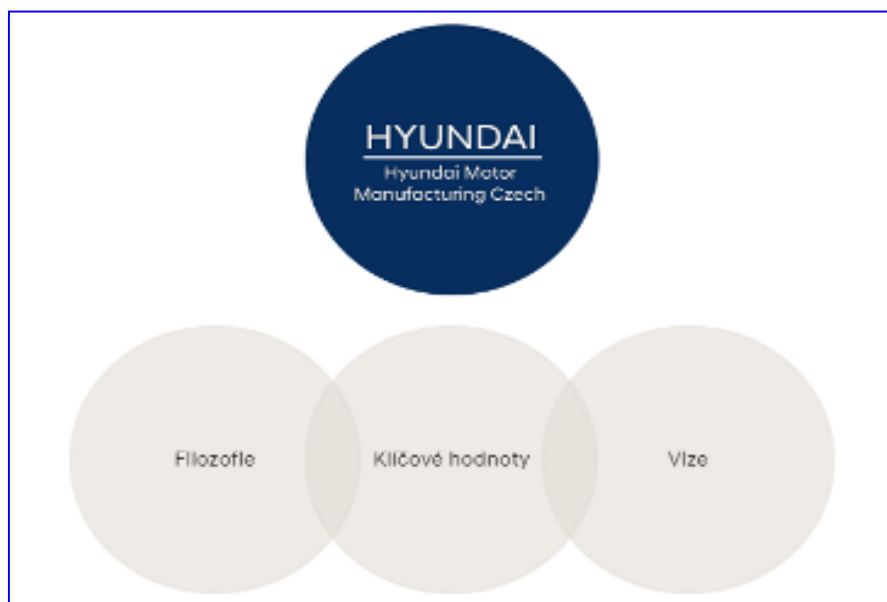 HYUNDAI
Hyundai Motor
Manufacturing Czech
Filozofie
Klíčové hodnoty
Vize